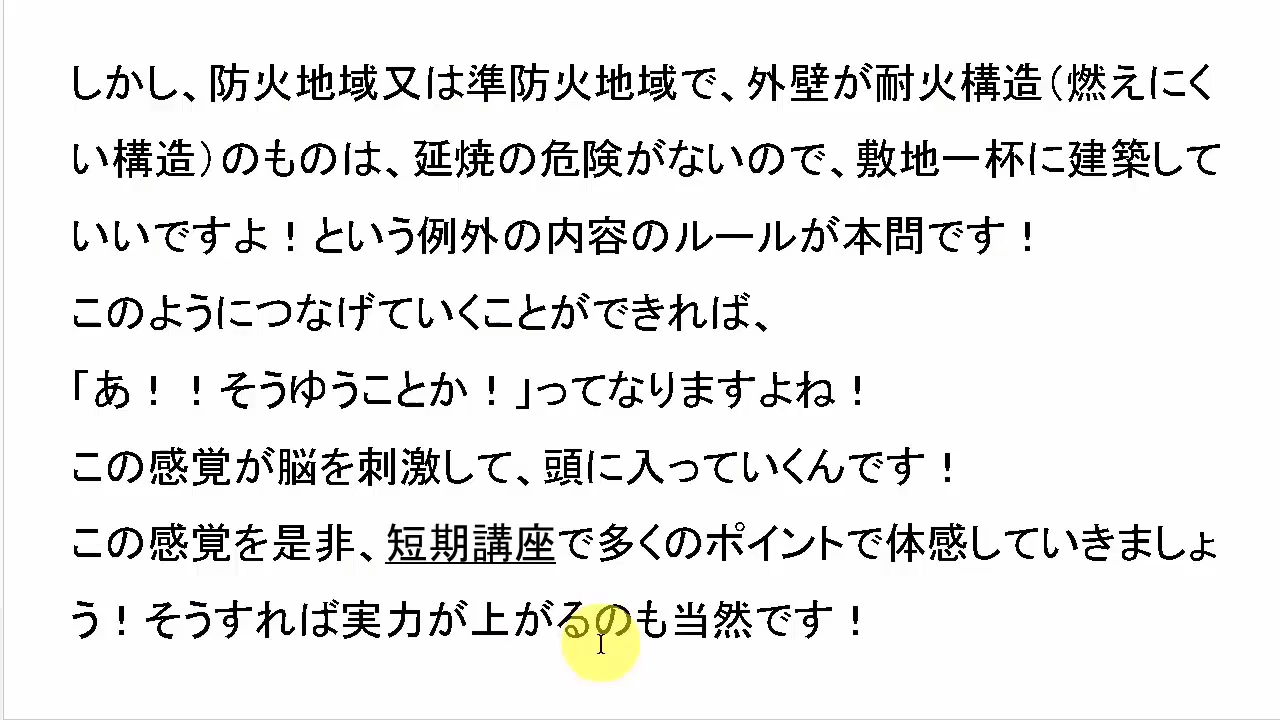 しかし、防火地域又は準防火地域で、外壁が耐火構造（燃えにく
い構造）のものは、延焼の危険がないので、敷地一杯に建築して
いいですよ！という例外の内容のルールが本問です！
このようにつなげていくことができれば、
「あ！！そうゆうことか！」ってなりますよね！
この感覚が脳を刺激して、頭に入っていくんです！
この感覚を是非、短期講座で多くのポイントで体感していきましょ
う！そうすれば実力が上がるのも当然です！